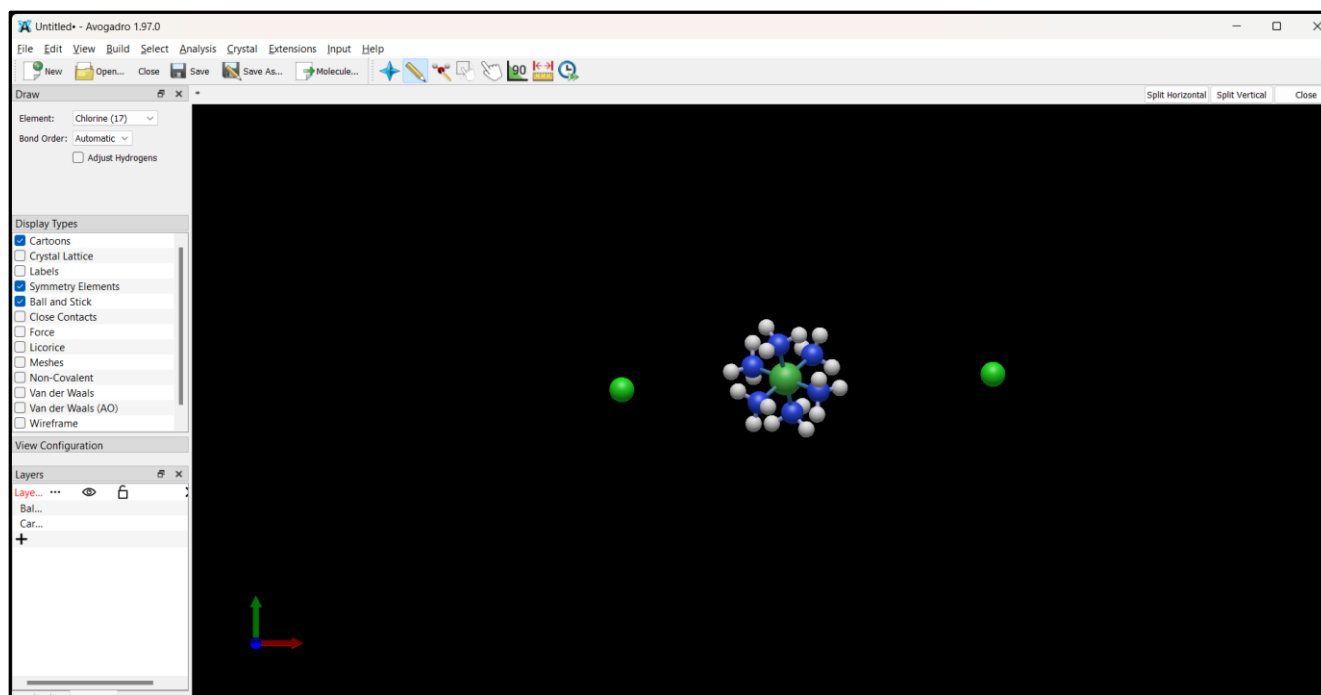 Untitled• - Avogadro 1.97.0
File Edit View Build Select Analysis Crystal Extensions Input Help
New Open... Close Save Save As... Molecule... 90
Draw
Split Horizontal Split Vertical Close
Element: Chlorine (17)
Bond Order: Automatic
Adjust Hydrogens
Display Types
Cartoons
Crystal Lattice
Labels
Symmetry Elements
Ball and Stick
Close Contacts
Force
Licorice
Meshes
Non-Covalent
Van der Waals
Van der Waals (AO)
Wireframe
View Configuration
Layers
Laye... ...
Bal...
Car...